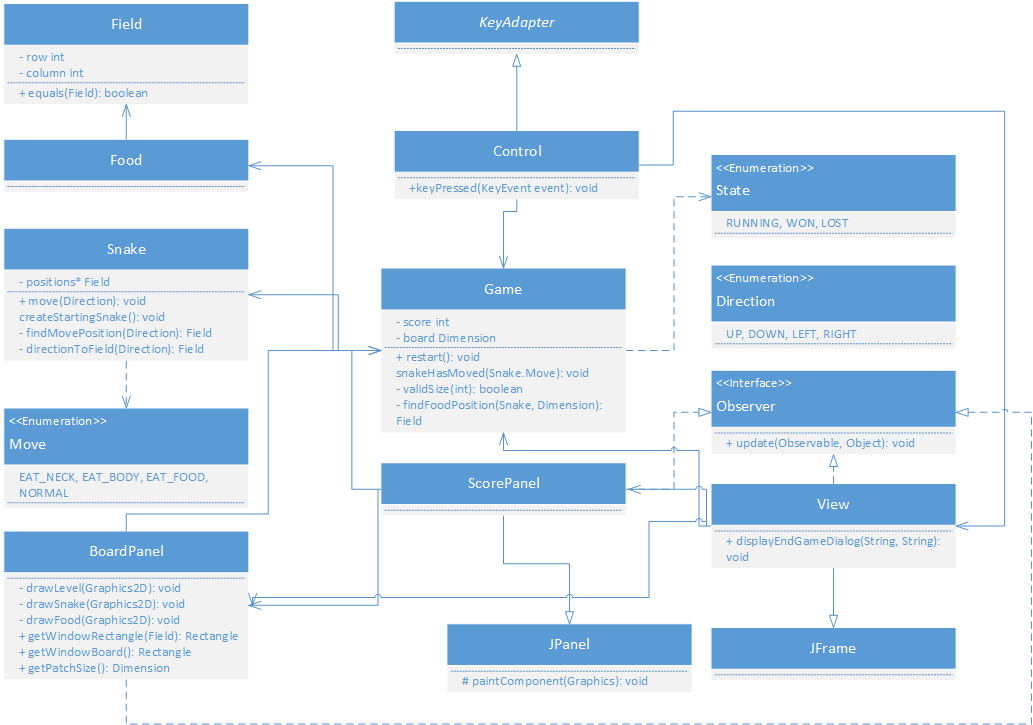 Field
- row int
- column int
+ equals(Field): boolean
Food
Snake
- positions* Field
+ move(Direction): void
createStartingSnake(): void
- findMovePosition(Direction): Field
- directionToField(Direction): Field
<<Enumeration>>
Move
EAT_NECK, EAT_BODY, EAT_FOOD,
NORMAL
BoardPanel
- drawLevel(Graphics2D): void
- drawSnake(Graphics2D): void
- drawFood(Graphics2D): void
+ getWindowRectangle(Field): Rectangle
+ getWindowBoard(): Rectangle
+ getPatchSize(): Dimension
KeyAdapter
Control
+keyPressed(KeyEvent event): void
Game
- score int
- board Dimension
+ restart(): void
snakeHasMoved(Snake.Move): void
- validSize(int): boolean
- findFoodPosition(Snake, Dimension):
Field
ScorePanel
JPanel
# paintComponent(Graphics): void
<<Enumeration>>
State
RUNNING, WON, LOST
<<Enumeration>>
Direction
UP, DOWN, LEFT, RIGHT
<<Interface>>
Observer
+ update(Observable, Object): void
View
+ displayEndGameDialog(String, String):
void
JFrame